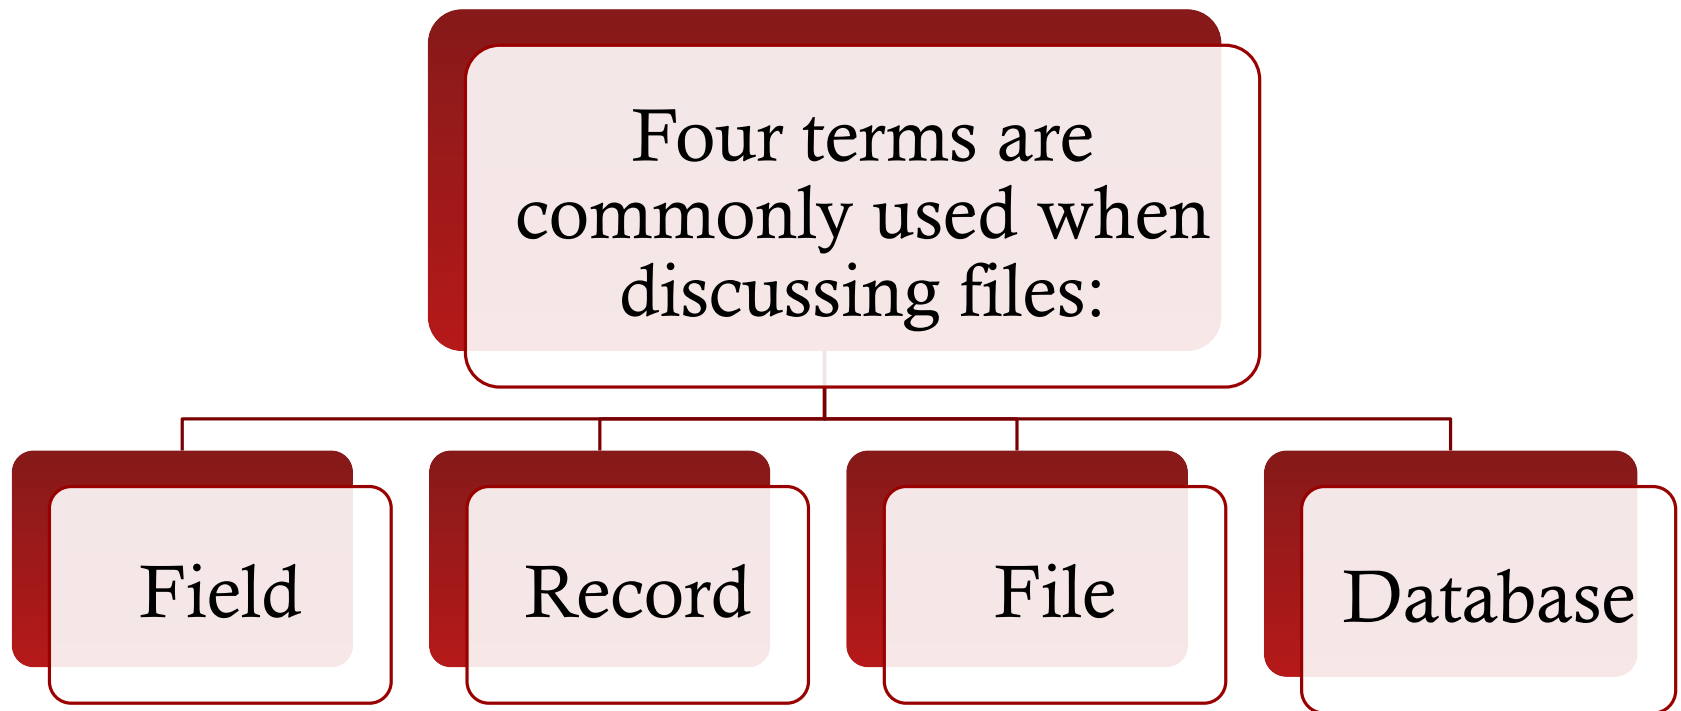 Four terms are
commonly used when
discussing files:
Field
Record
File
Database